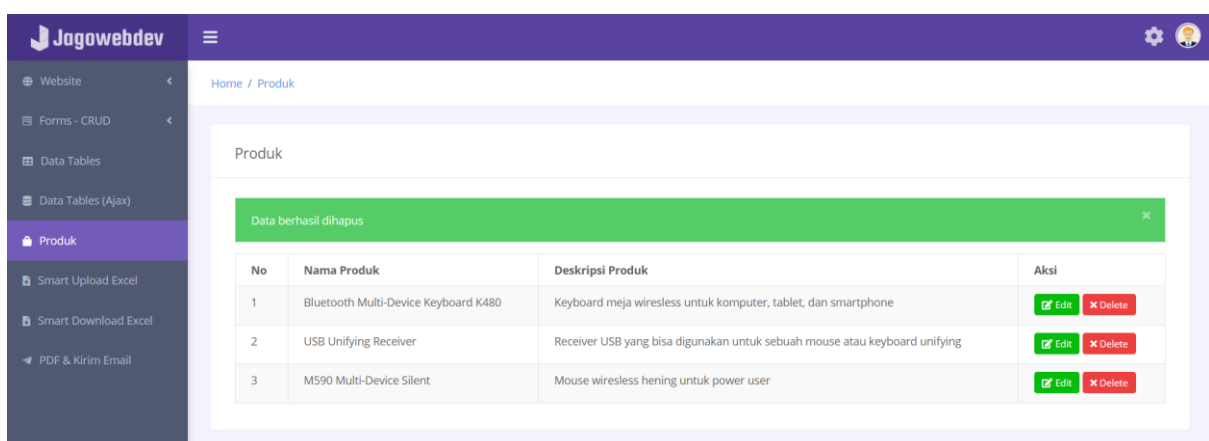 Jagowebdev
Website
Forms - CRUD
Data Tables
Data Tables (Ajax)
Produk
Smart Upload Excel
Smart Download Excel
PDF & Kirim Email
Home / Produk
Produk
Data berhasil dihapus
No Nama Produk Deskripsi Produk Aksi
1 Bluetooth Multi-Device Keyboard K480 Keyboard meja wiresless untuk komputer, tablet, dan smartphone Edit Delete
2 USB Unifying Receiver Receiver USB yang bisa digunakan untuk sebuah mouse atau keyboard unifying Edit Delete
3 M590 Multi-Device Silent Mouse wiresless hening untuk power user Edit Delete